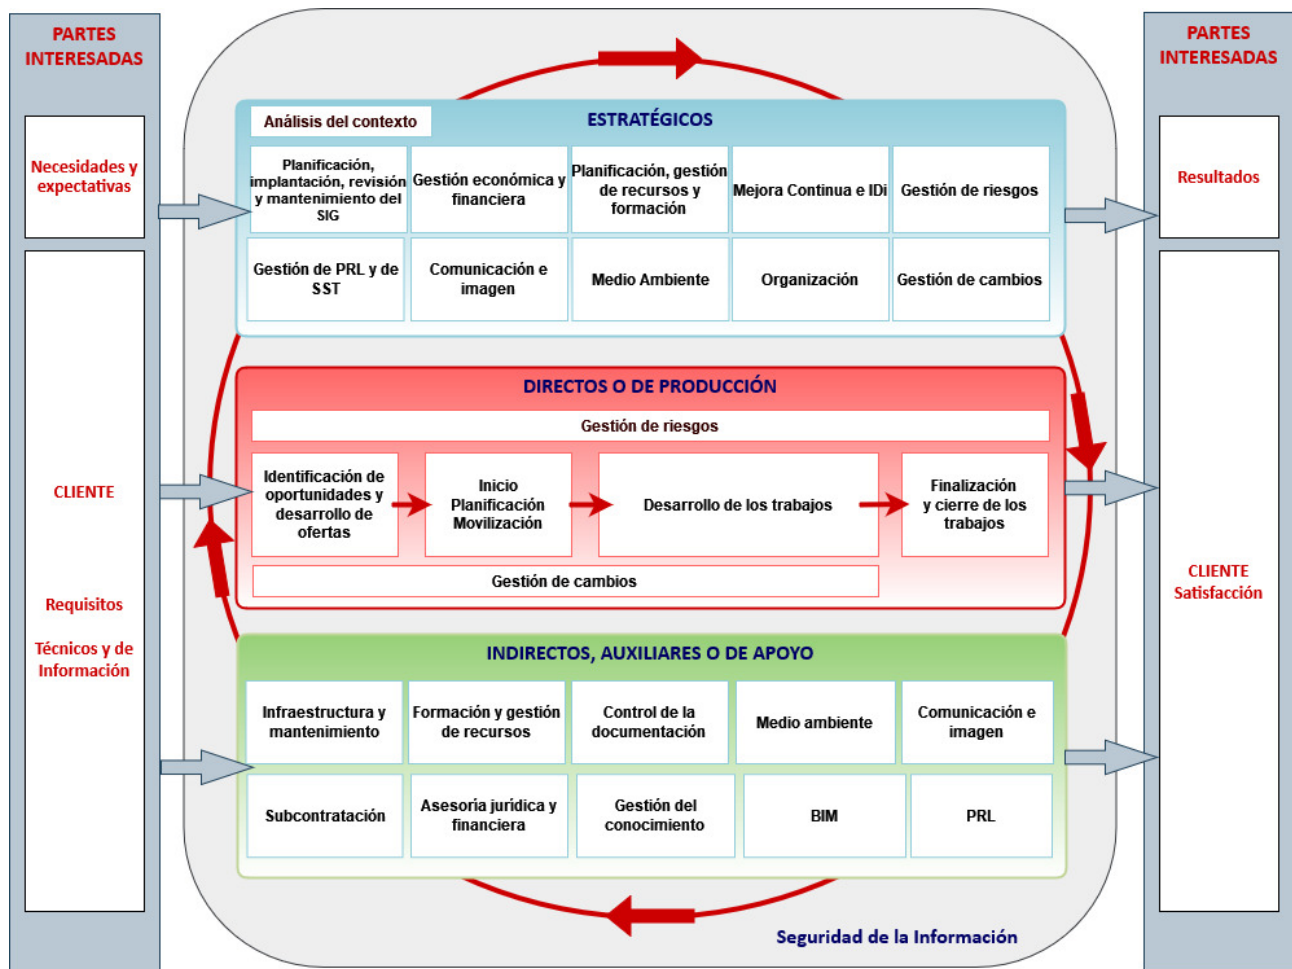 PARTES
INTERESADAS
Necesidades y
expectativas
CLIENTE
Requisitos
Técnicos y de
Información
ESTRATÉGICOS
Análisis del contexto
Planificación,
implantación, revisión
y mantenimiento del
SIG
Gestión económica y
financiera
Planificación, gestión
de recursos y
formación
Mejora Continua e IDi
Gestión de riesgos
Gestión de PRL y de
SST
Comunicación e
imagen
Medio Ambiente
Organización
Gestión de cambios
DIRECTOS O DE PRODUCCIÓN
Gestión de riesgos
Identificación de
oportunidades y
desarrollo de
ofertas
Inicio
Planificación
Movilización
Desarrollo de los trabajos
Finalización
y cierre de los
trabajos
Gestión de cambios
INDIRECTOS, AUXILIARES O DE APOYO
Infraestructura y
mantenimiento
Formación y gestión
de recursos
Control de la
documentación
Medio ambiente
Comunicación e
imagen
Subcontratación
Asesoría jurídica y
financiera
Gestión del
conocimiento
BIM
PRL
Seguridad de la Información
PARTES
INTERESADAS
Resultados
CLIENTE
Satisfacción